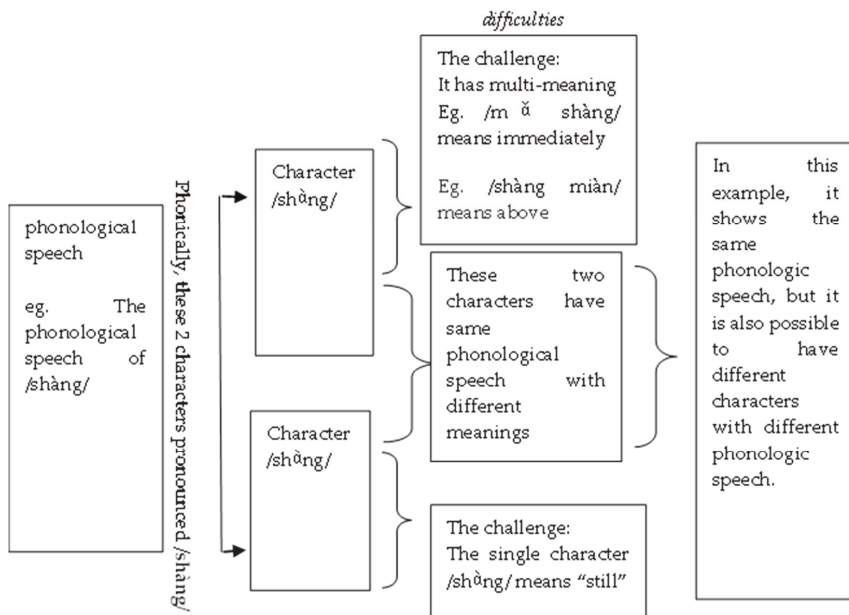 difficulties
The challenge:
It has multi-meaning
Eg. /m ǎ shàng/
means immediately
Eg. /shàng miàn/
means above
Character
/shàng/
phonological
speech
eg. The
phonological
speech of
/shàng/
Phonically, these 2 characters pronounced /shàng/
These two
characters have
same
phonological
speech with
different
meanings
In this
example, it
shows the
same
phonologic
speech, but it
is also possible
to have
different
characters
with different
phonologic
speech.
Character
/shàng/
The challenge:
The single character
/shàng/ means "still"